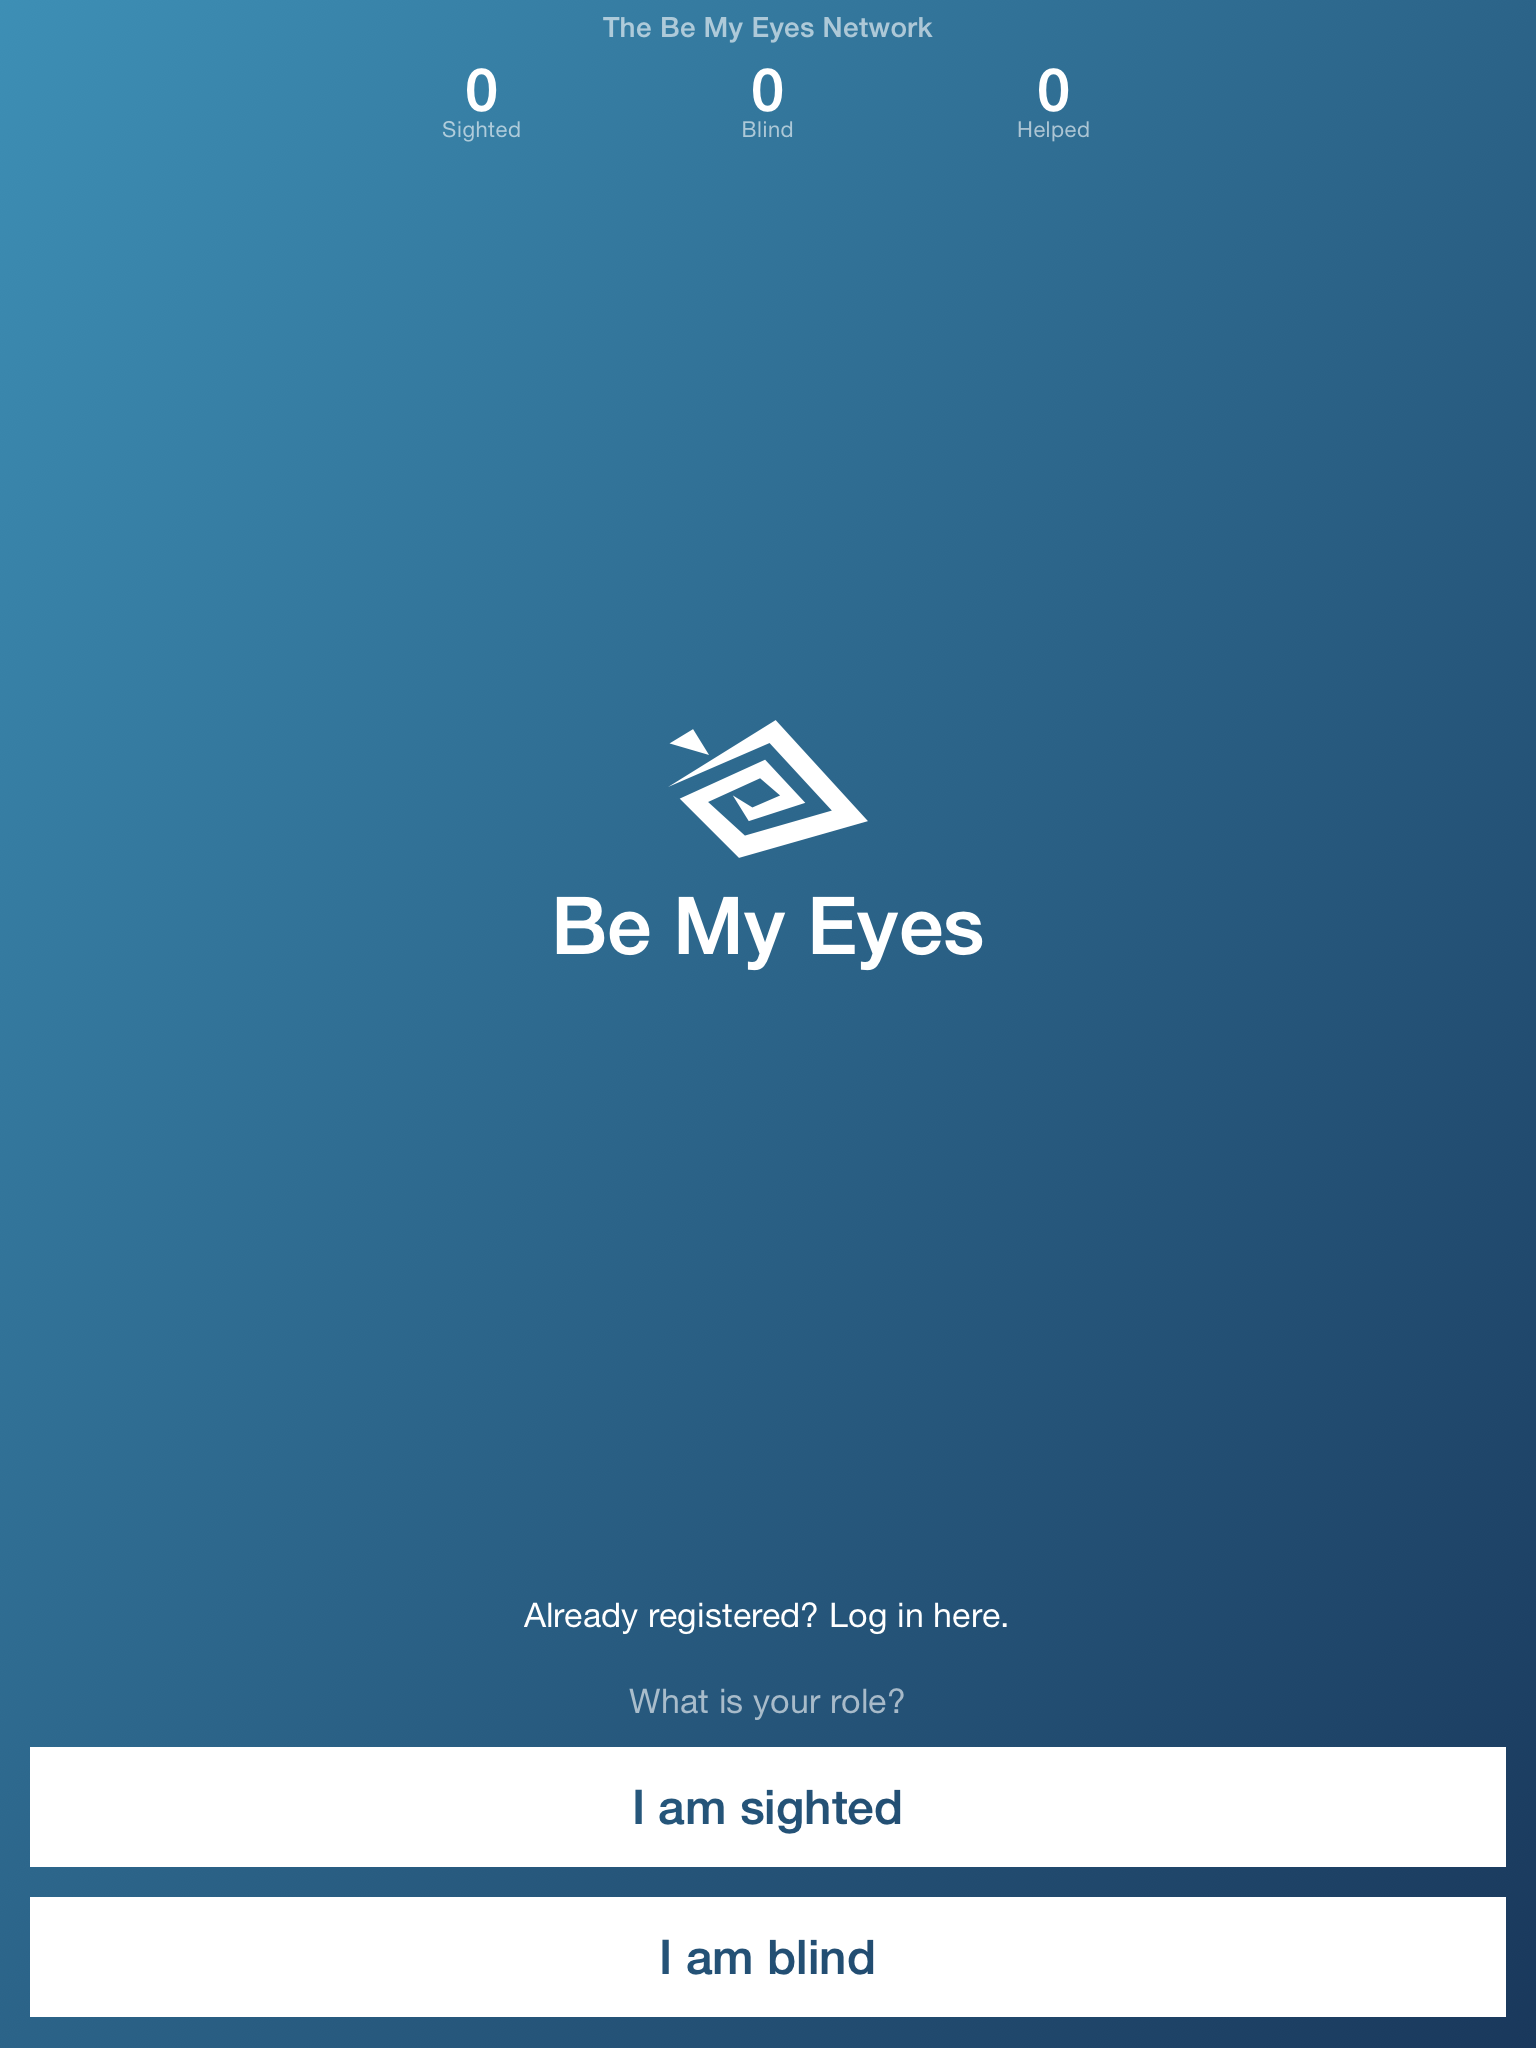 The Be My Eyes Network
0 0 0
Sighted Blind Helped
Be My Eyes
Already registered? Log in here.
What is your role?
I am sighted
I am blind